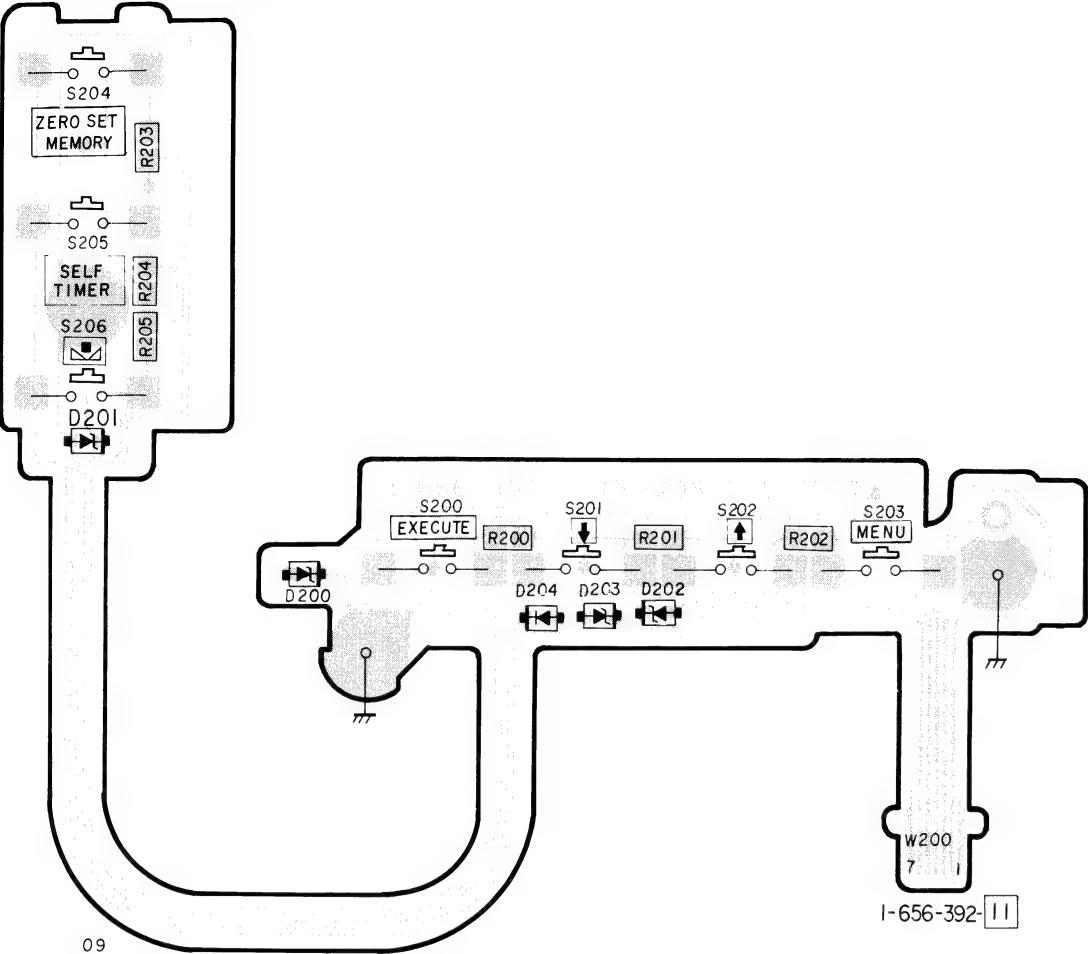 S204
ZERO SET
MEMORY
R203
S205
SELF
TIMER
R204
S206
R205
D201
S200
EXECUTE
R200
S201
R201
S202
R202
S203
MENU
D200
D204
D203
D202
W200
7 1
1-656-392-11
09